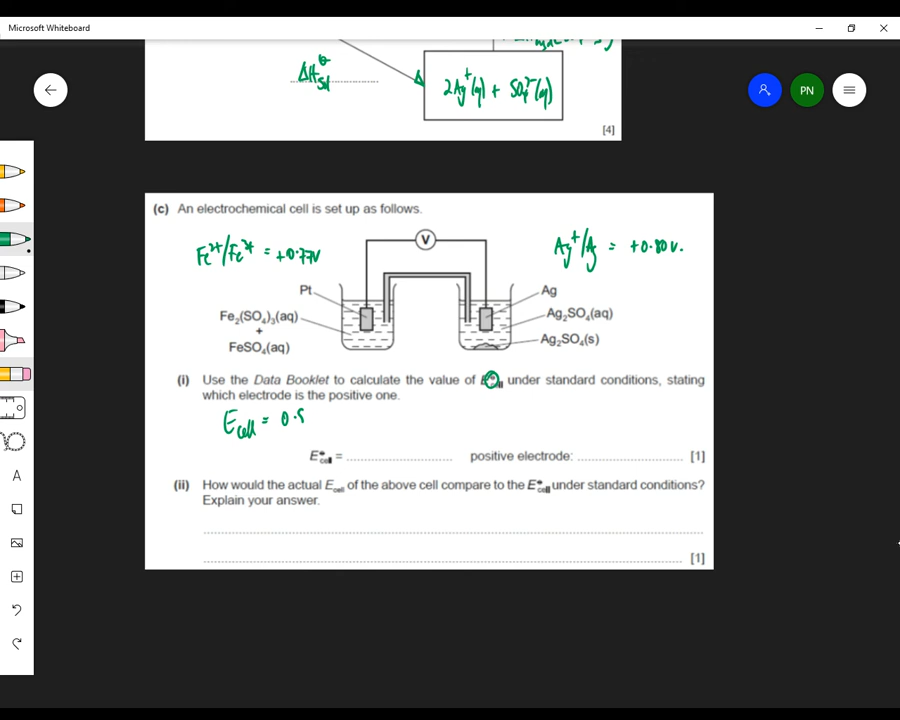 Microsoft Whiteboard
PN
ΔH⦵sol
2Ag⁺(aq) + SO₄²⁻(aq)
[4]
(c) An electrochemical cell is set up as follows.
V
Fe³⁺/Fe²⁺ = +0.77V
Ag⁺/Ag = +0.80V.
Pt
Ag
Fe₂(SO₄)₃(aq)
+
FeSO₄(aq)
Ag₂SO₄(aq)
Ag₂SO₄(s)
(i) Use the Data Booklet to calculate the value of E⦵cell under standard conditions, stating
which electrode is the positive one.
Ecell = 0.
E⦵cell = .............................. positive electrode: .............................. [1]
(ii) How would the actual Ecell of the above cell compare to the E⦵cell under standard conditions?
Explain your answer.
[1]
A